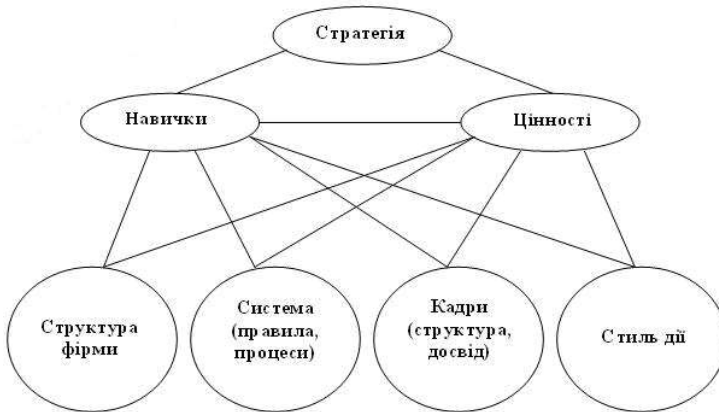 Стратегія
Навички
Цінності
Структура
фірми
Система
(правила,
процеси)
Кадри
(структура,
досвід)
Стиль дії